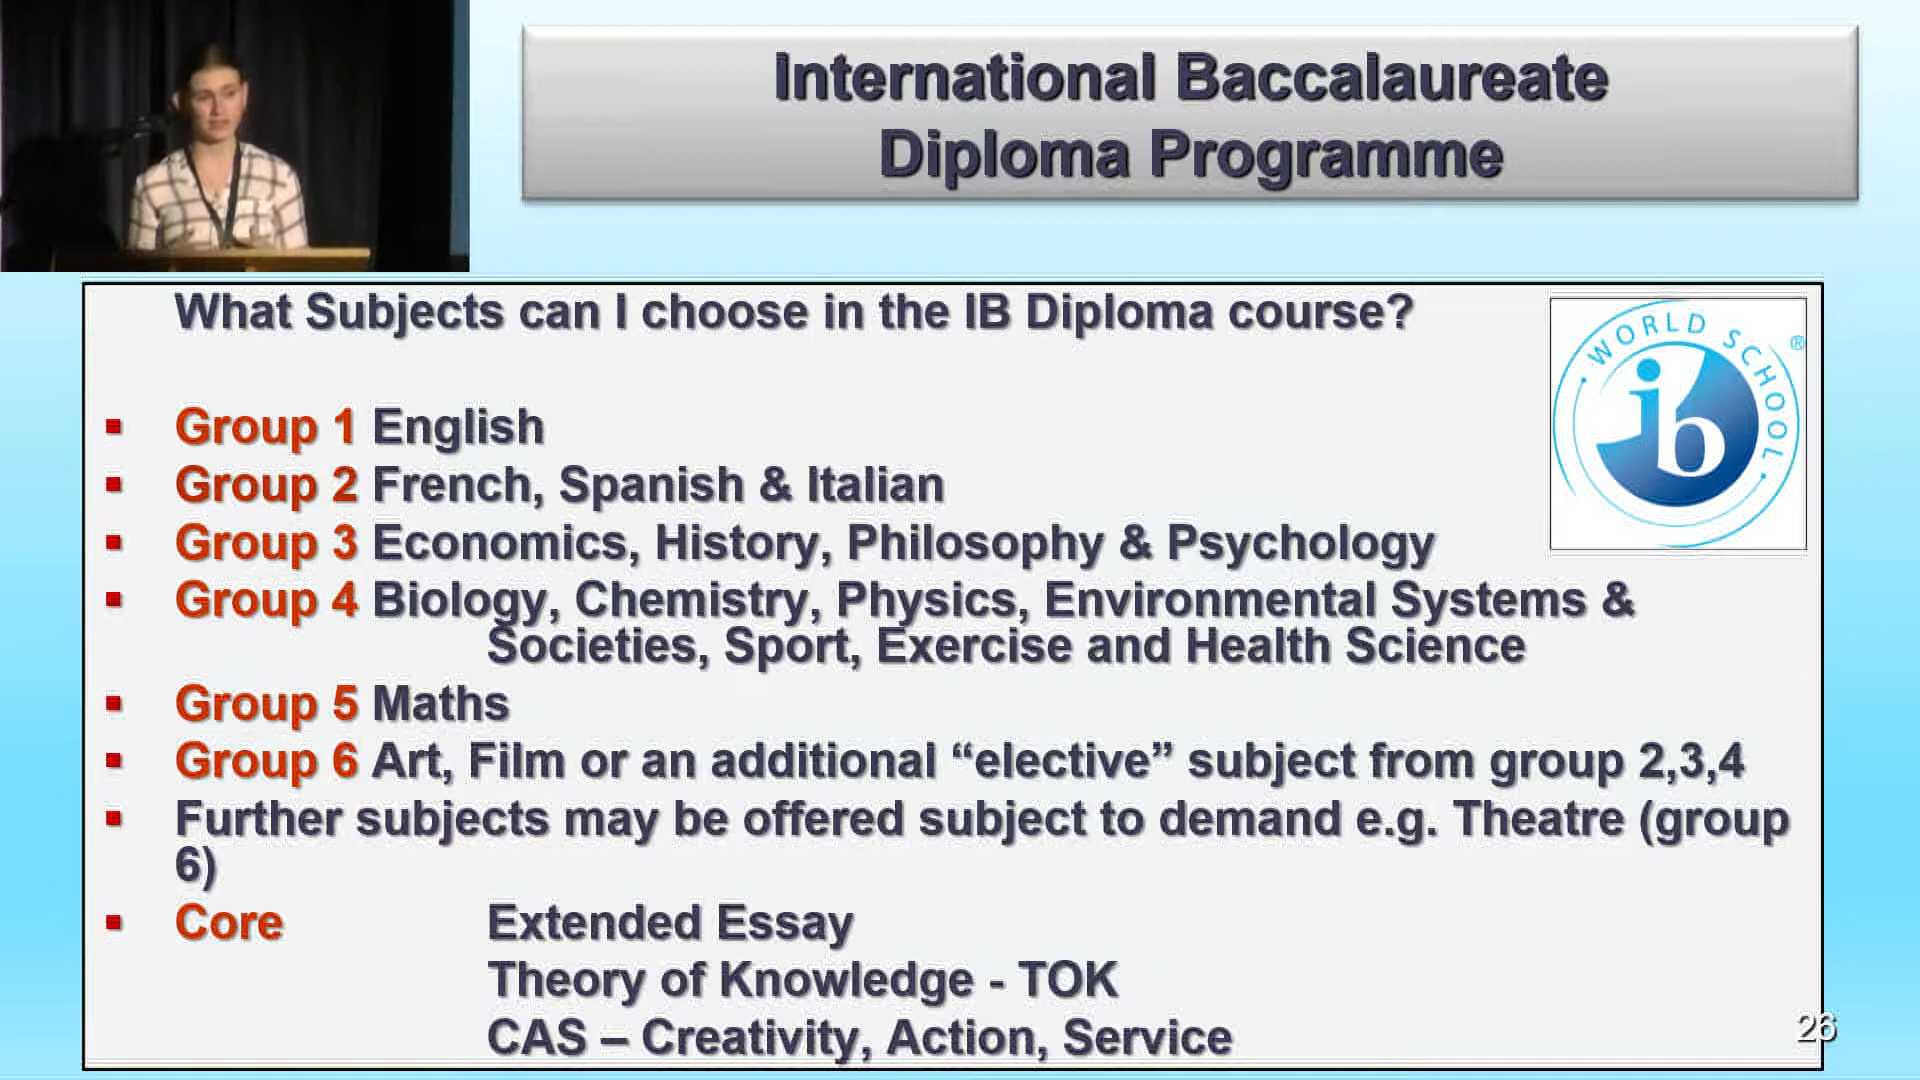 International Baccalaureate
Diploma Programme
What Subjects can I choose in the IB Diploma course?
WORLD SCHOOL ®
ib
▪ Group 1 English
▪ Group 2 French, Spanish & Italian
▪ Group 3 Economics, History, Philosophy & Psychology
▪ Group 4 Biology, Chemistry, Physics, Environmental Systems &
Societies, Sport, Exercise and Health Science
▪ Group 5 Maths
▪ Group 6 Art, Film or an additional “elective” subject from group 2,3,4
▪ Further subjects may be offered subject to demand e.g. Theatre (group
6)
▪ Core Extended Essay
Theory of Knowledge - TOK
CAS – Creativity, Action, Service
26